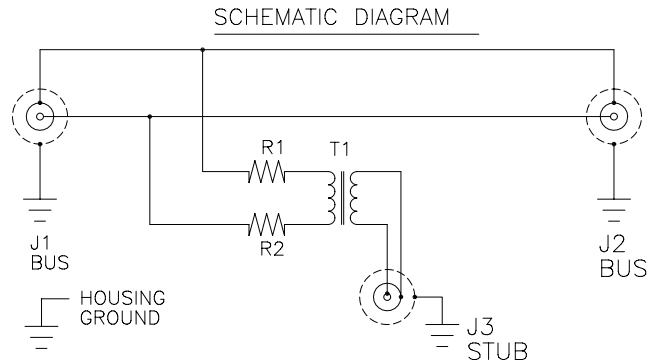 SCHEMATIC DIAGRAM
R1
T1
R2
J1
BUS
J2
BUS
HOUSING
GROUND
J3
STUB